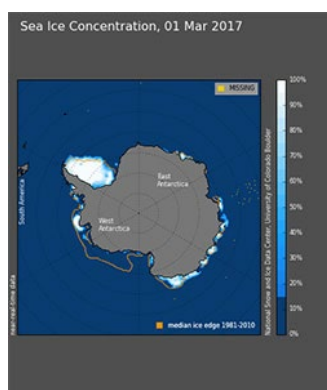 Sea Ice Concentration, 01 Mar 2017
MISSING
100%
90%
80%
70%
60%
50%
40%
30%
20%
10%
0%
South America
East
Antarctica
West
Antarctica
near-real-time data
median ice edge 1981-2010
National Snow and Ice Data Center, University of Colorado Boulder